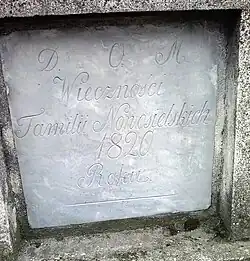 D. O. M.
Wieczności
Familii Nowosielskich
1820
Roku